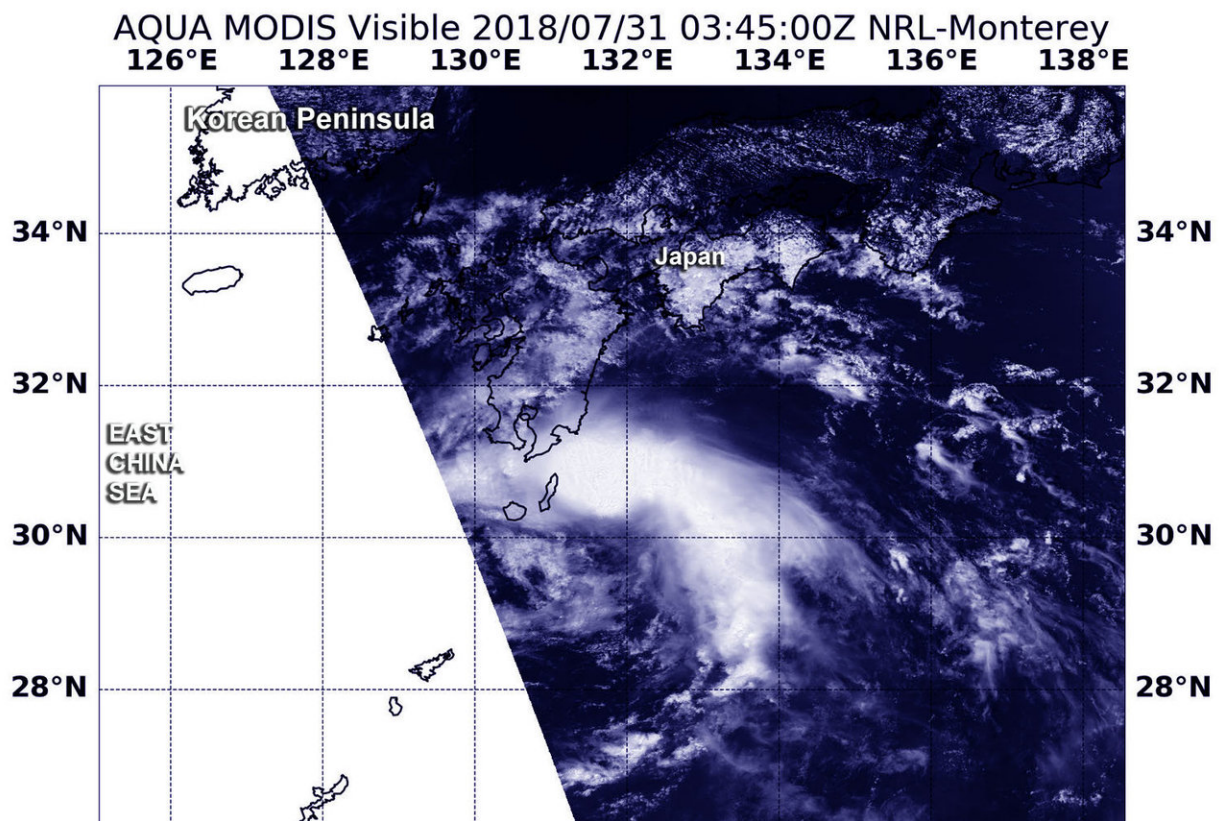 AQUA MODIS Visible 2018/07/31 03:45:00Z NRL-Monterey
126°E 128°E 130°E 132°E 134°E 136°E 138°E
Korean Peninsula
34°N 34°N
Japan
32°N 32°N
EAST
CHINA
SEA
30°N 30°N
28°N 28°N